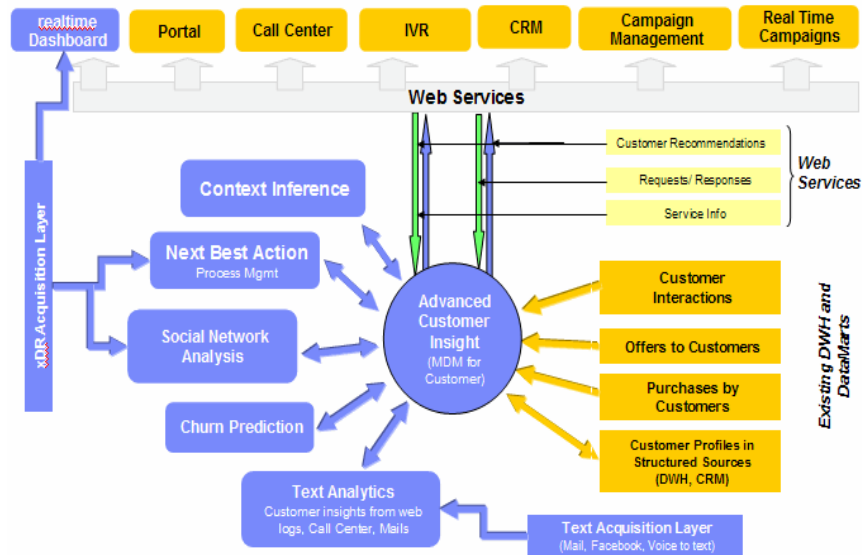 realtime
Dashboard
Portal
Call Center
IVR
CRM
Campaign
Management
Real Time
Campaigns
Web Services
Customer Recommendations
Requests/ Responses
Service Info
Web
Services
xDR Acquisition Layer
Context Inference
Next Best Action
Process Mgmt
Social Network
Analysis
Churn Prediction
Text Analytics
Customer insights from web
logs, Call Center, Mails
Advanced
Customer
Insight
(MDM for
Customer)
Customer
Interactions
Offers to Customers
Purchases by
Customers
Customer Profiles in
Structured Sources
(DWH, CRM)
Existing DWH and
DataMarts
Text Acquisition Layer
(Mail, Facebook, Voice to text)